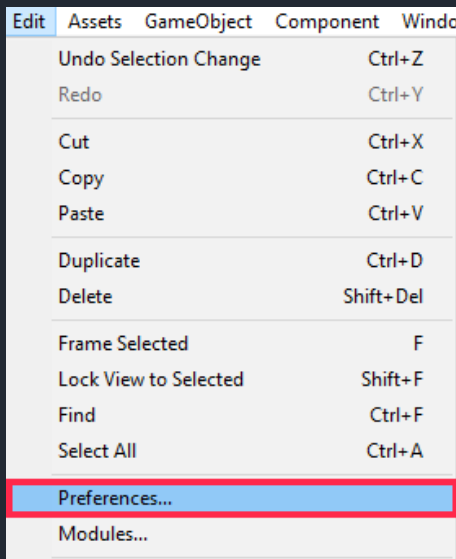 Edit Assets GameObject Component Windo
Undo Selection Change Ctrl+Z
Redo Ctrl+Y
Cut Ctrl+X
Copy Ctrl+C
Paste Ctrl+V
Duplicate Ctrl+D
Delete Shift+Del
Frame Selected F
Lock View to Selected Shift+F
Find Ctrl+F
Select All Ctrl+A
Preferences...
Modules...